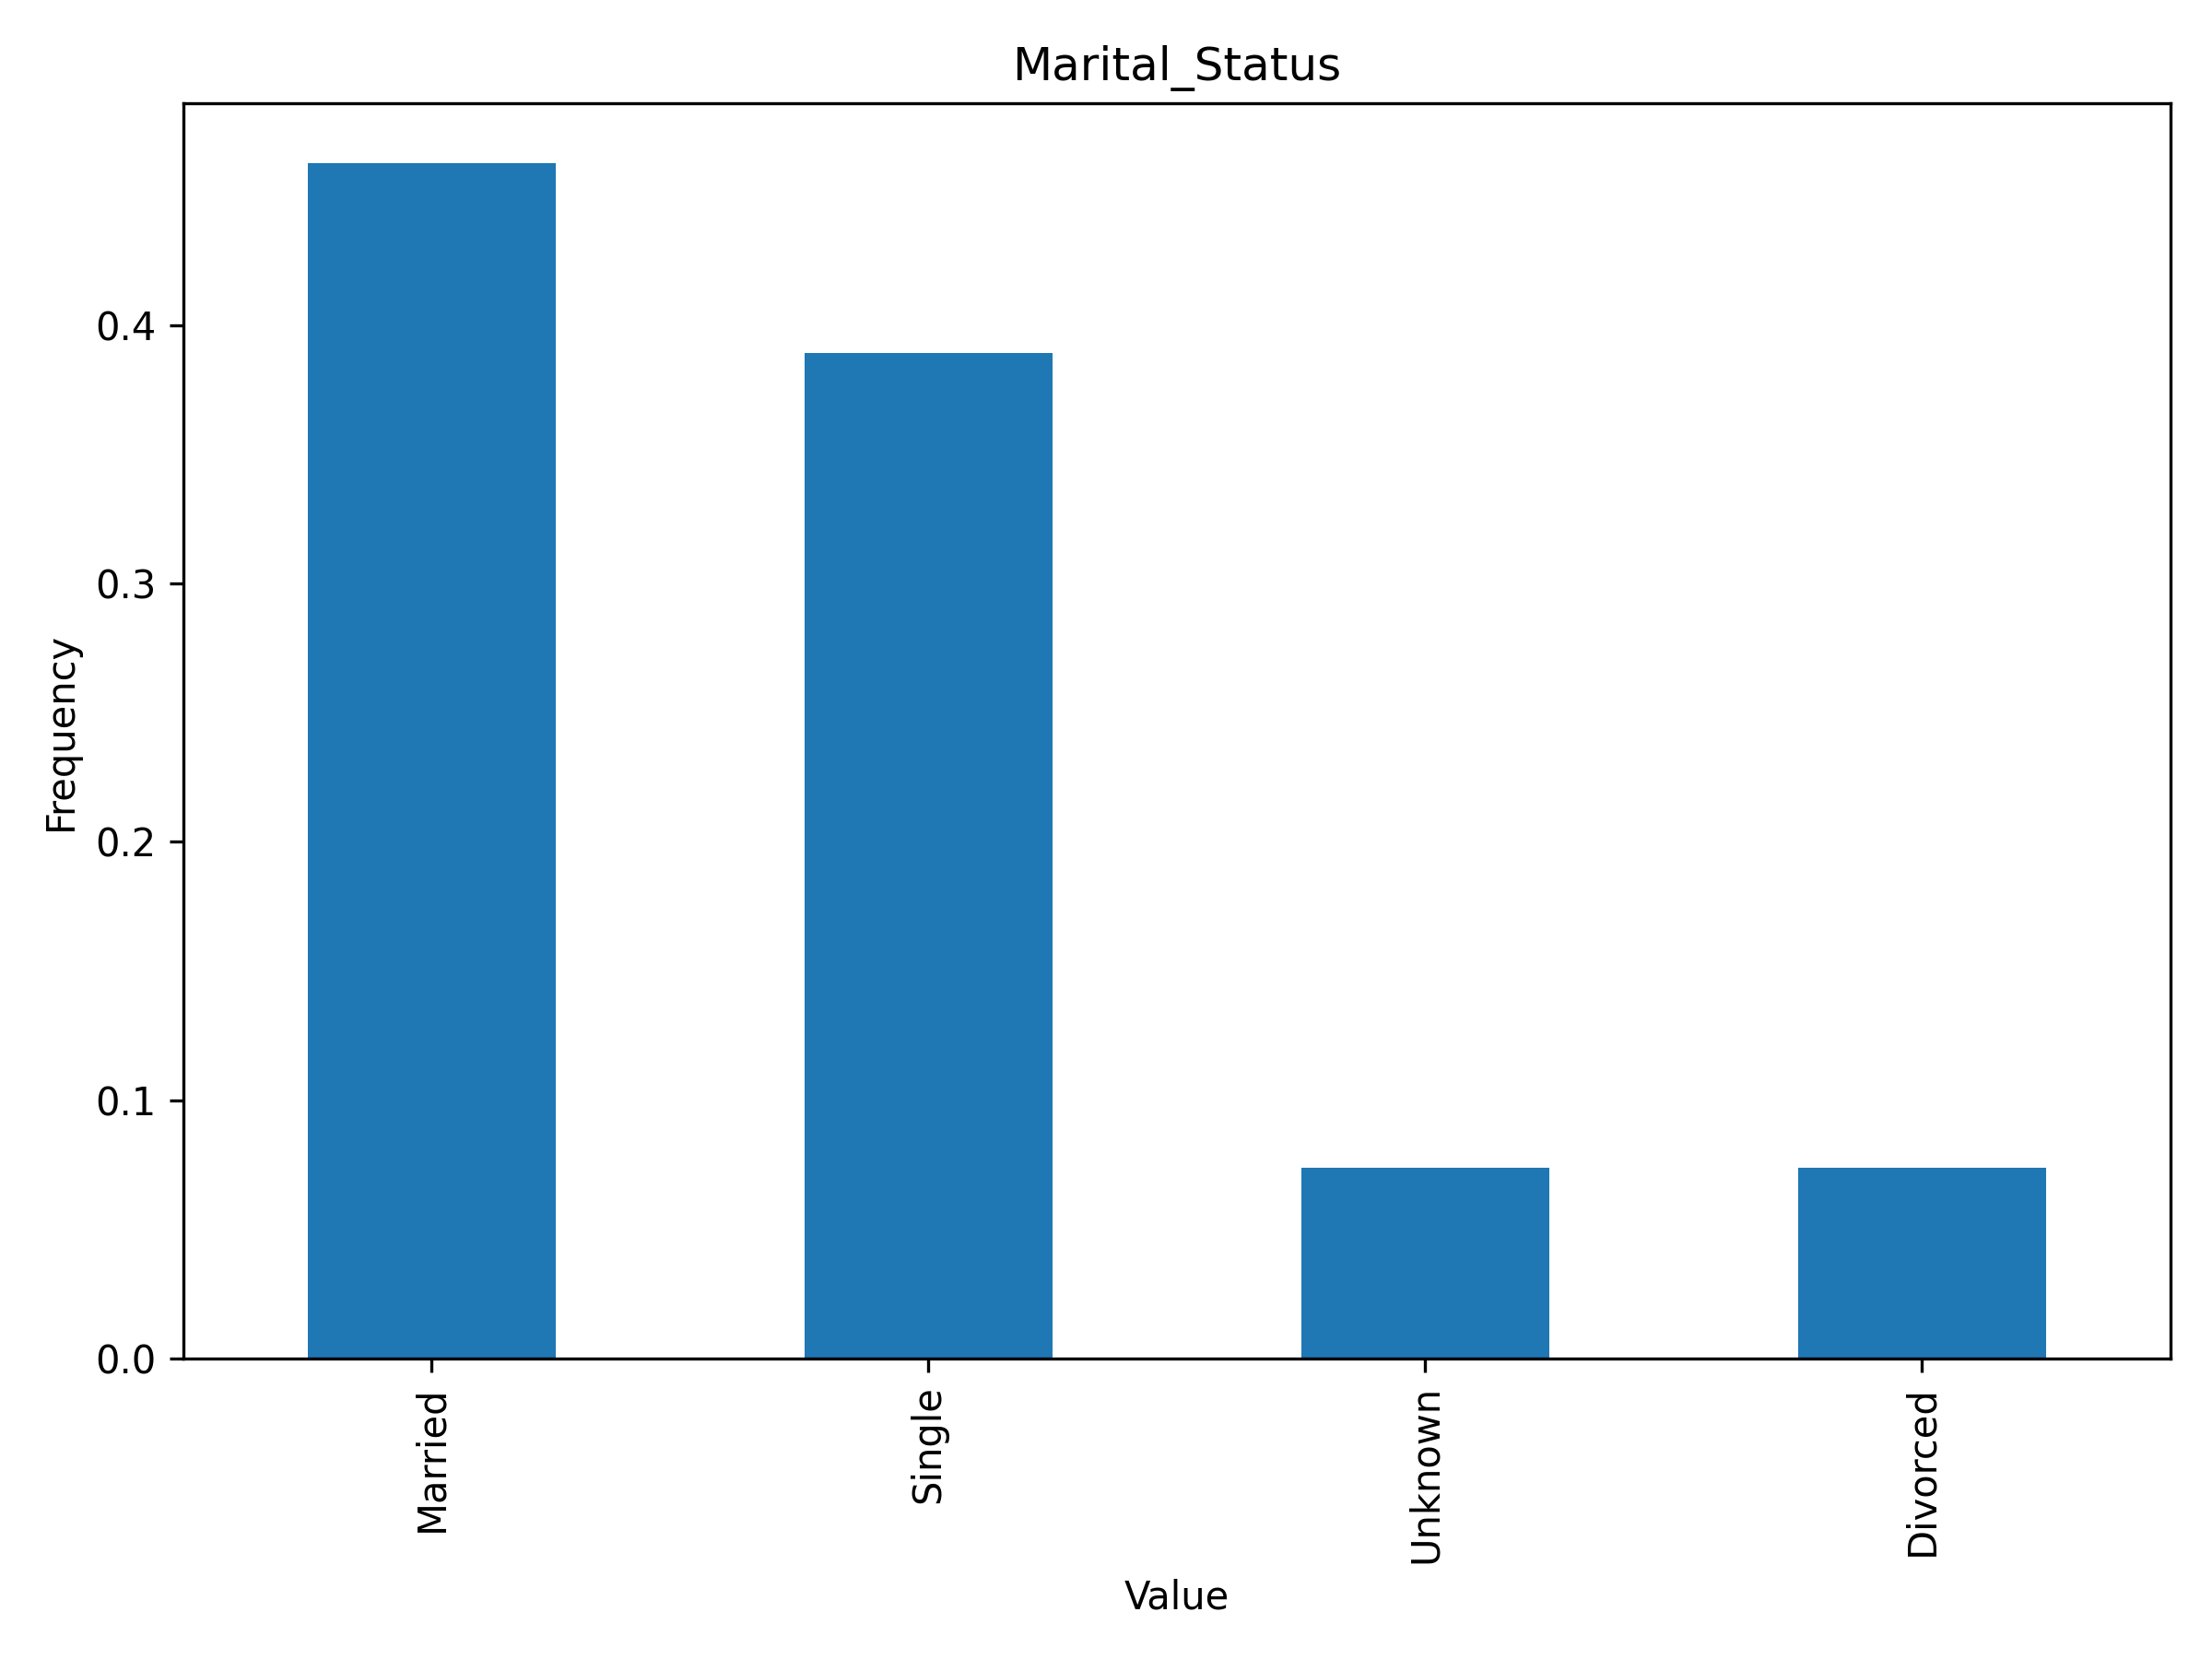 Marital_Status
Frequency
0.4
0.3
0.2
0.1
0.0
Married
Single
Unknown
Divorced
Value